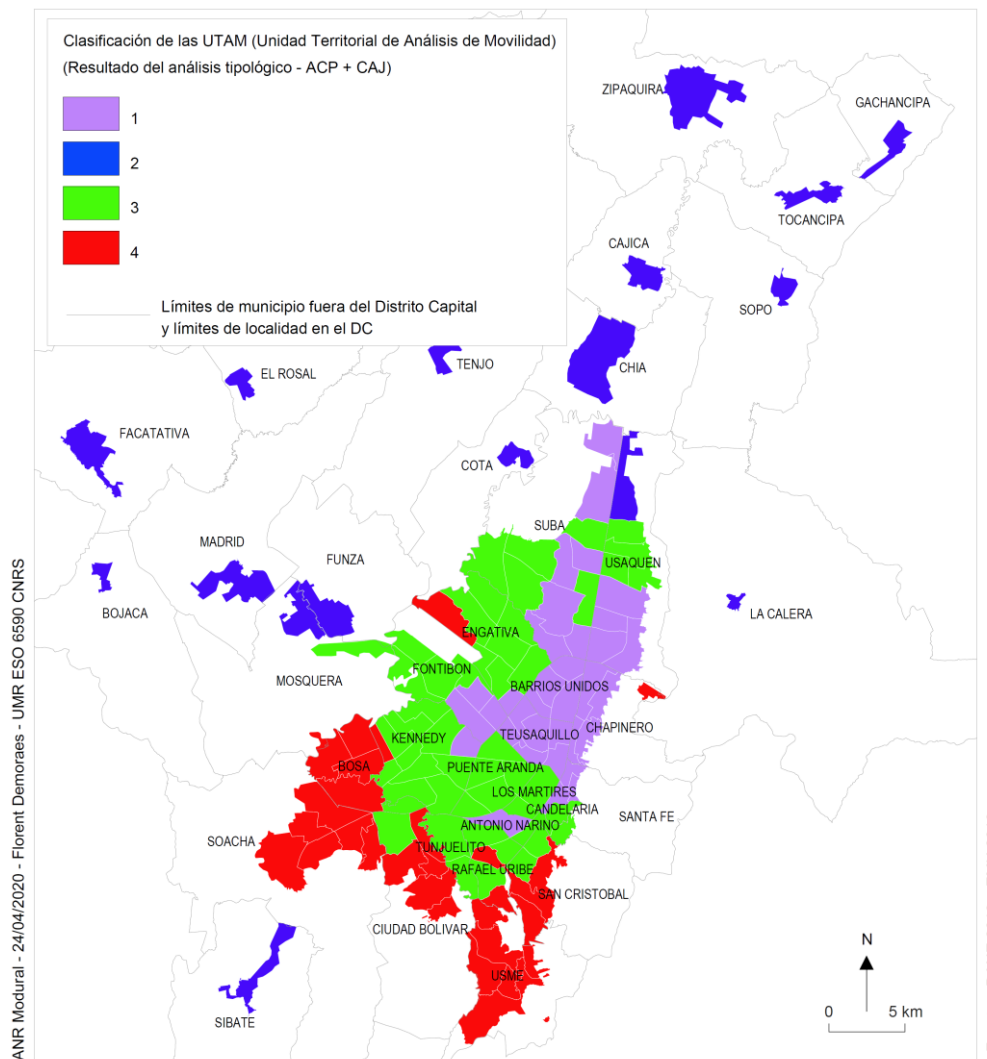 Clasificación de las UTAM (Unidad Territorial de Análisis de Movilidad)
(Resultado del análisis tipológico - ACP + CAJ)
1
2
3
4
Límites de municipio fuera del Distrito Capital
y límites de localidad en el DC
ZIPAQUIRA
GACHANCIPA
TOCANCIPA
CAJICA
SOPO
TENJO
CHIA
EL ROSAL
FACATATIVA
COTA
SUBA
MADRID
FUNZA
USAQUEN
BOJACA
LA CALERA
ENGATIVA
FONTIBON
MOSQUERA
BARRIOS UNIDOS
CHAPINERO
KENNEDY
TEUSAQUILLO
BOSA
PUENTE ARANDA
LOS MARTIRES
CANDELARIA
SANTA FE
ANTONIO NARINO
SOACHA
TUNJUELITO
RAFAEL URIBE
SAN CRISTOBAL
CIUDAD BOLIVAR
USME
SIBATE
N
0 5 km
ANR Modural - 24/04/2020 - Florent Demoraes - UMR ESO 6590 CNRS